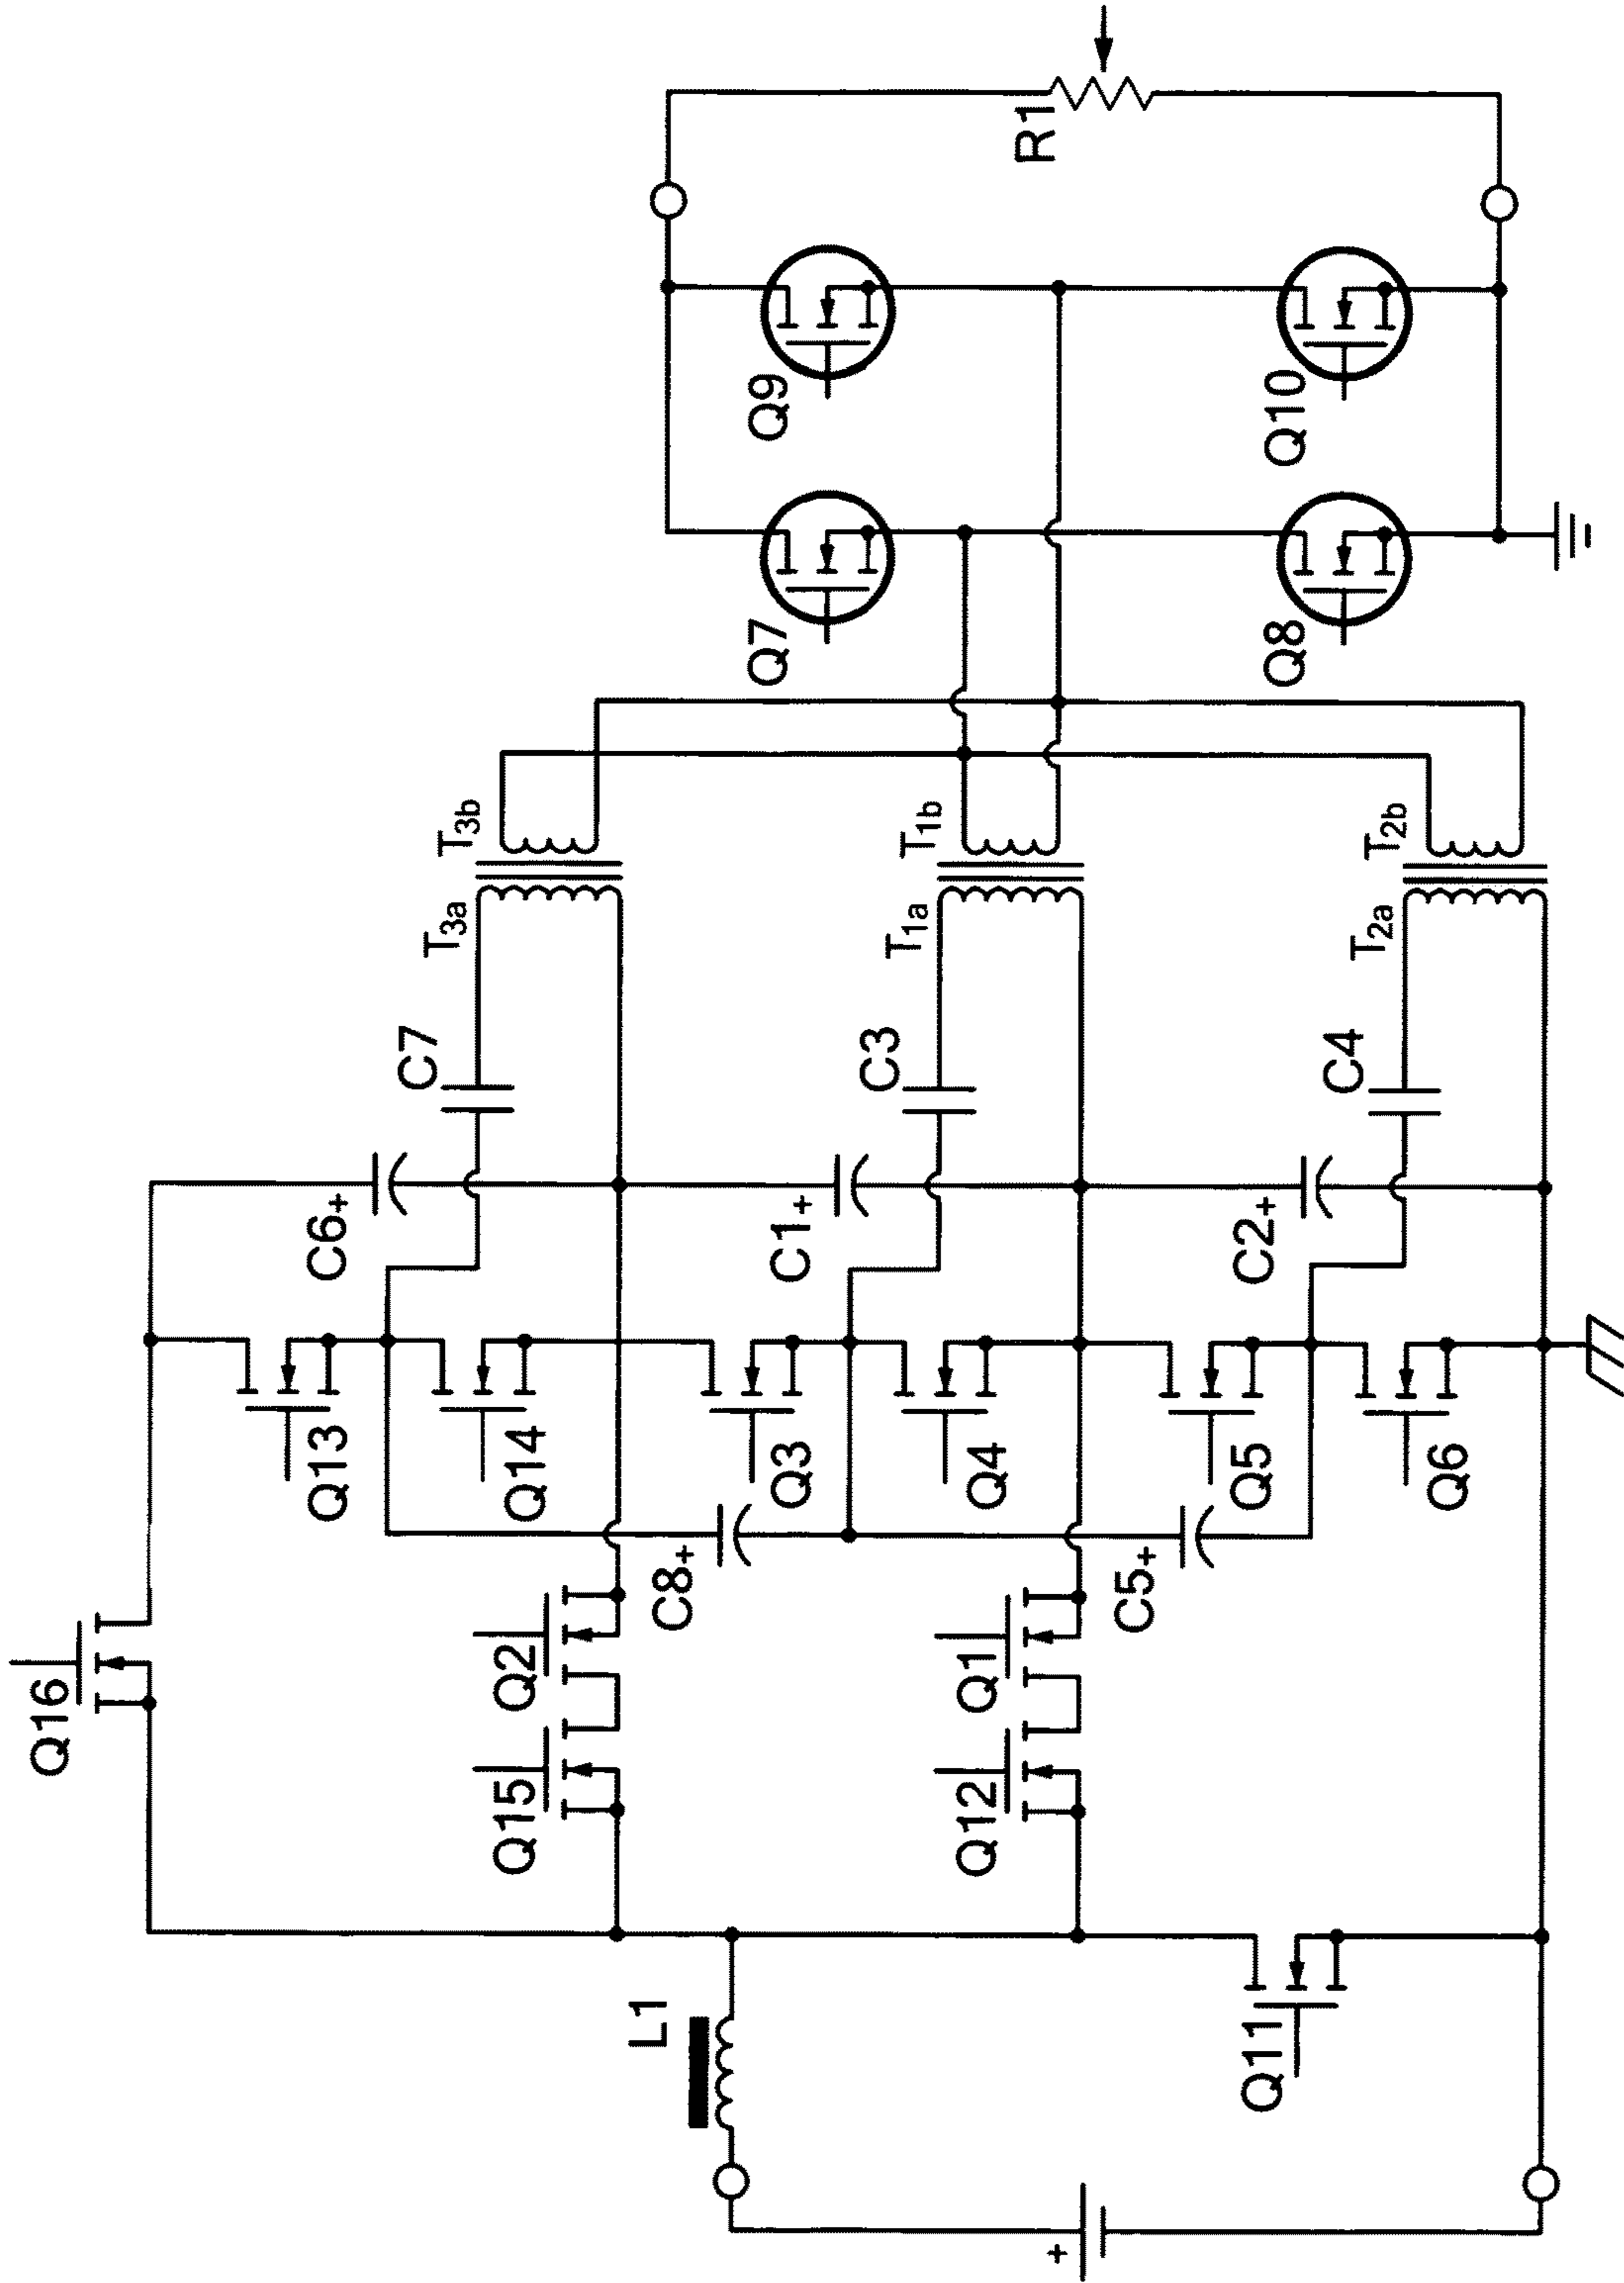 Q16
Q13
Q14
Q15
Q2
C6+
C7
T3a
T3b
C8+
Q3
Q4
C1+
C3
T1a
T1b
Q12
Q1
C5+
Q5
Q6
C2+
C4
T2a
T2b
L1
Q11
+
Q7
Q9
Q8
Q10
R1